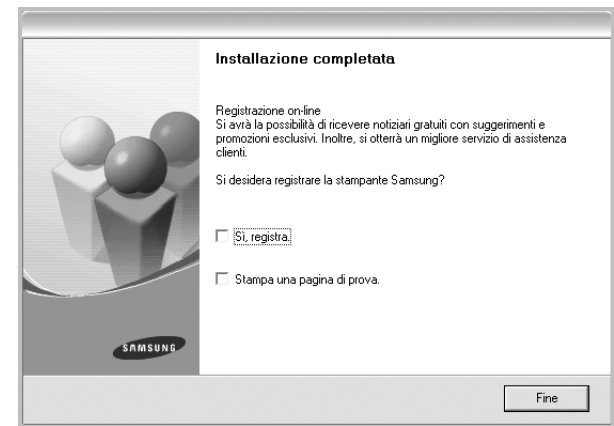 Installazione completata
Registrazione on-line
Si avrà la possibilità di ricevere notiziari gratuiti con suggerimenti e
promozioni esclusivi. Inoltre, si otterrà un migliore servizio di assistenza
clienti.
Si desidera registrare la stampante Samsung?
Sì, registra.
Stampa una pagina di prova.
SAMSUNG
Fine